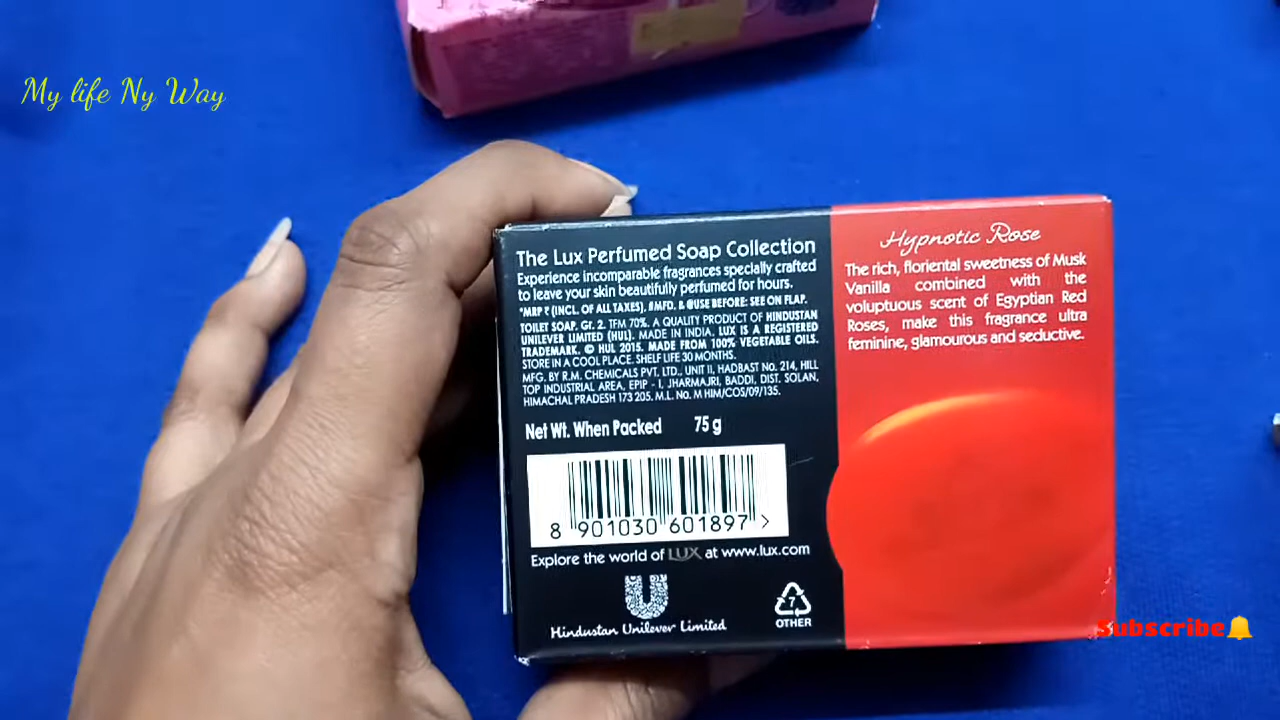 My life Ny Way
The Lux Perfumed Soap Collection
Experience incomparable fragrances specially crafted
to leave your skin beautifully perfumed for hours.
*MRP ₹ (INCL. OF ALL TAXES), #MFD. & @USE BEFORE: SEE ON FLAP.
TOILET SOAP. Gr. 2. TFM 70%. A QUALITY PRODUCT OF HINDUSTAN
UNILEVER LIMITED (HUL). MADE IN INDIA. LUX IS A REGISTERED
TRADEMARK. © HUL 2015. MADE FROM 100% VEGETABLE OILS.
STORE IN A COOL PLACE. SHELF LIFE 30 MONTHS.
MFG. BY R.M. CHEMICALS PVT. LTD., UNIT II, HADBAST No. 214, HILL
TOP INDUSTRIAL AREA, EPIP - I, JHARMAJRI, BADDI, DIST. SOLAN,
HIMACHAL PRADESH 173 205. M.L. No. M HIM/COS/09/135.
Net Wt. When Packed 75 g
8 901030 601897 >
Explore the world of LUX at www.lux.com
Hindustan Unilever Limited
7
OTHER
Hypnotic Rose
The rich, floriental sweetness of Musk
Vanilla combined with the
voluptuous scent of Egyptian Red
Roses, make this fragrance ultra
feminine, glamourous and seductive.
Subscribe